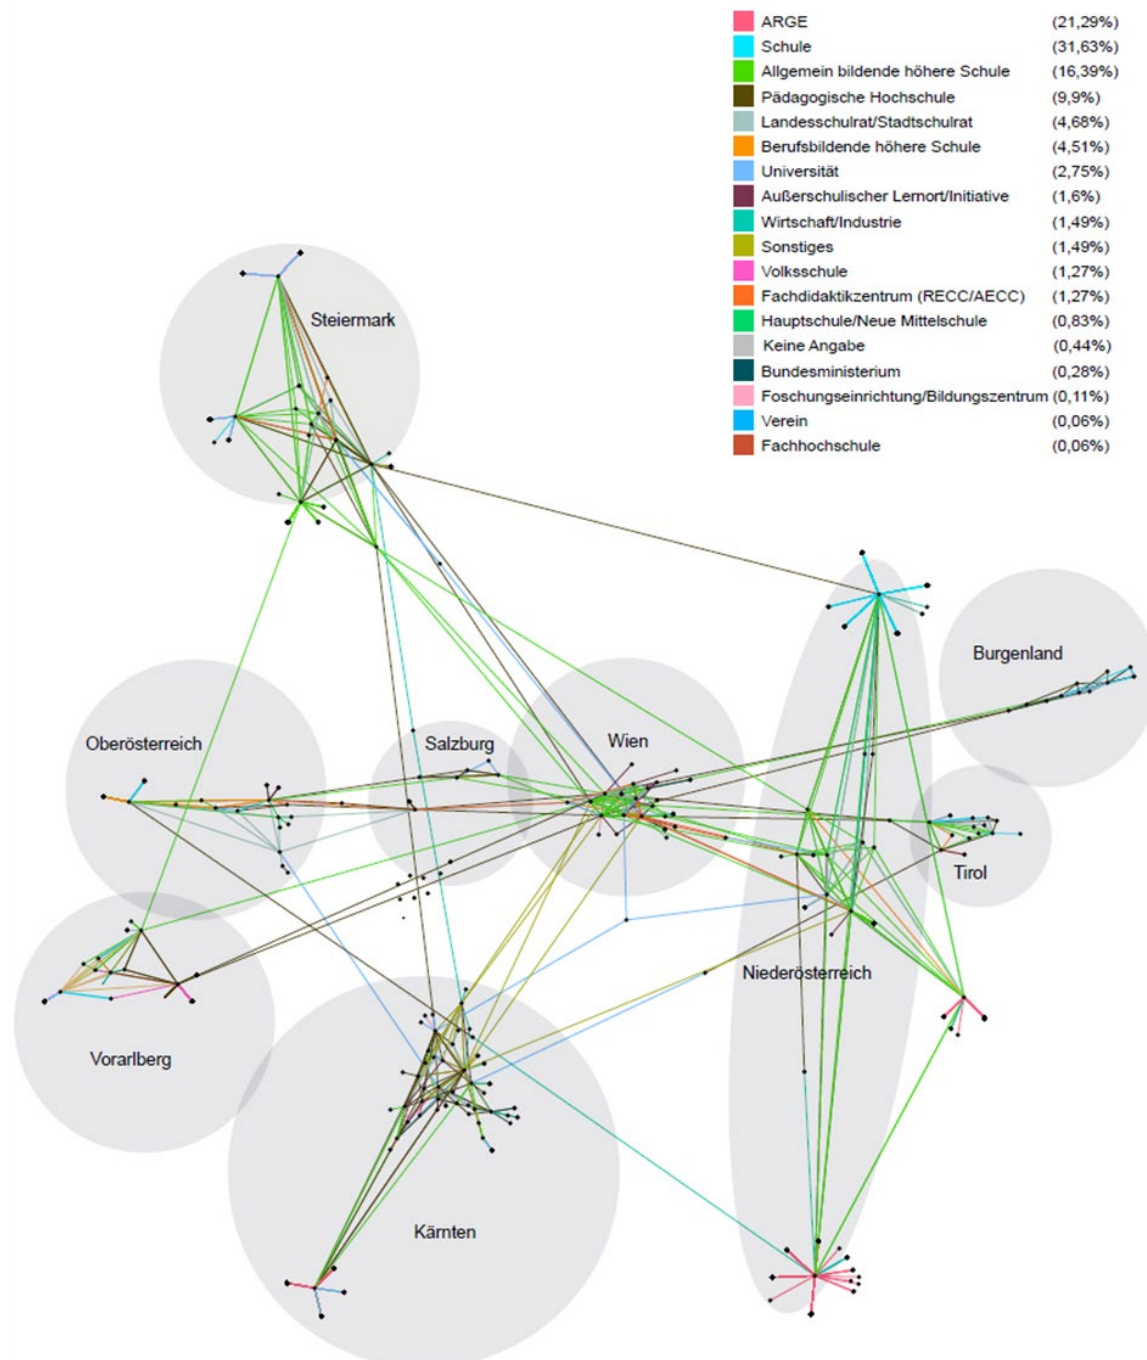 ARGE (21,29%)
Schule (31,63%)
Allgemein bildende höhere Schule (16,39%)
Pädagogische Hochschule (9,9%)
Landesschulrat/Stadtschulrat (4,68%)
Berufsbildende höhere Schule (4,51%)
Universität (2,75%)
Außerschulischer Lernort/Initiative (1,6%)
Wirtschaft/Industrie (1,49%)
Sonstiges (1,49%)
Volksschule (1,27%)
Fachdidaktikzentrum (RECC/AECC) (1,27%)
Hauptschule/Neue Mittelschule (0,83%)
Keine Angabe (0,44%)
Bundesministerium (0,28%)
Foschungseinrichtung/Bildungszentrum (0,11%)
Verein (0,06%)
Fachhochschule (0,06%)
Steiermark
Burgenland
Oberösterreich
Salzburg
Wien
Tirol
Niederösterreich
Vorarlberg
Kärnten